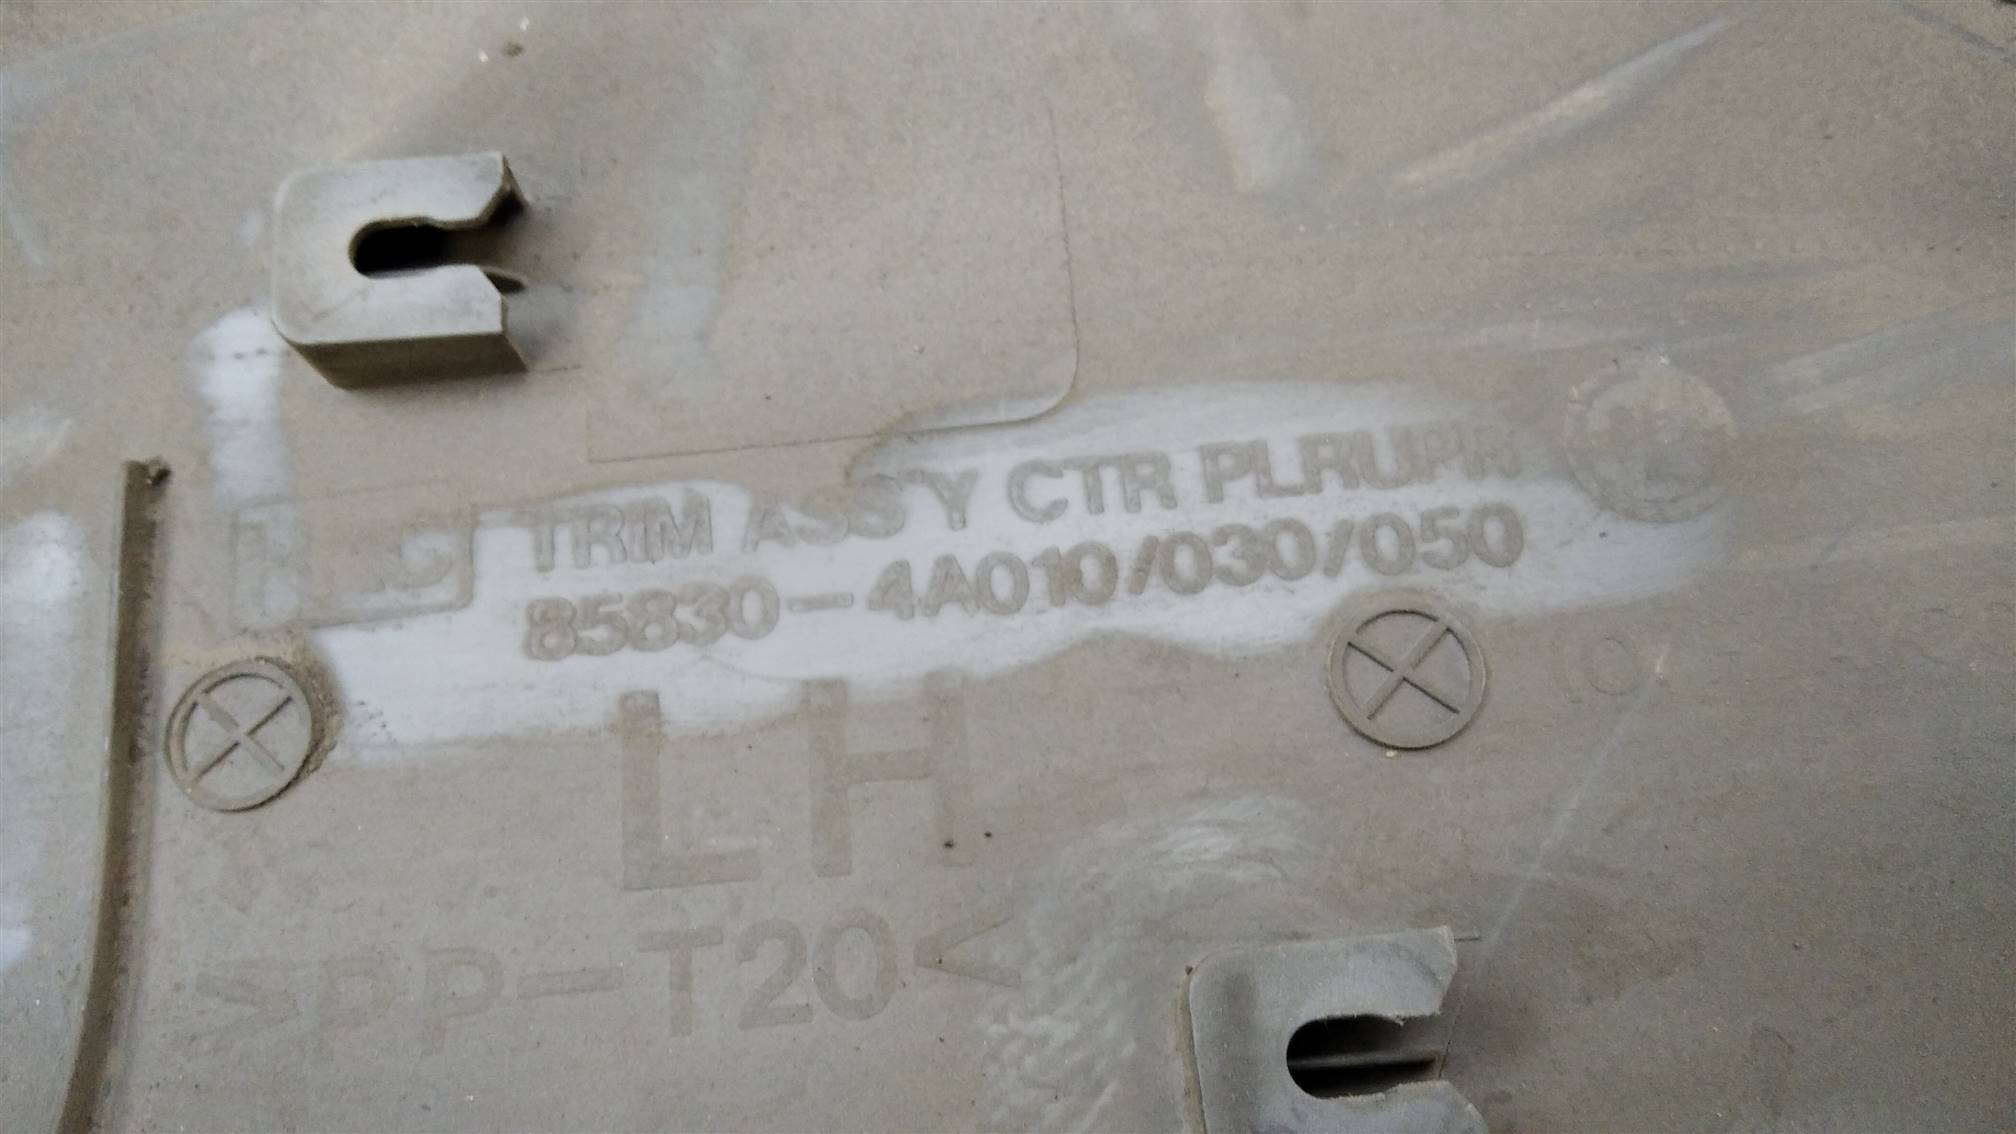 TRIM ASS'Y CTR PLRUPR
85830-4A010/030/050
LH
>PP-T20<